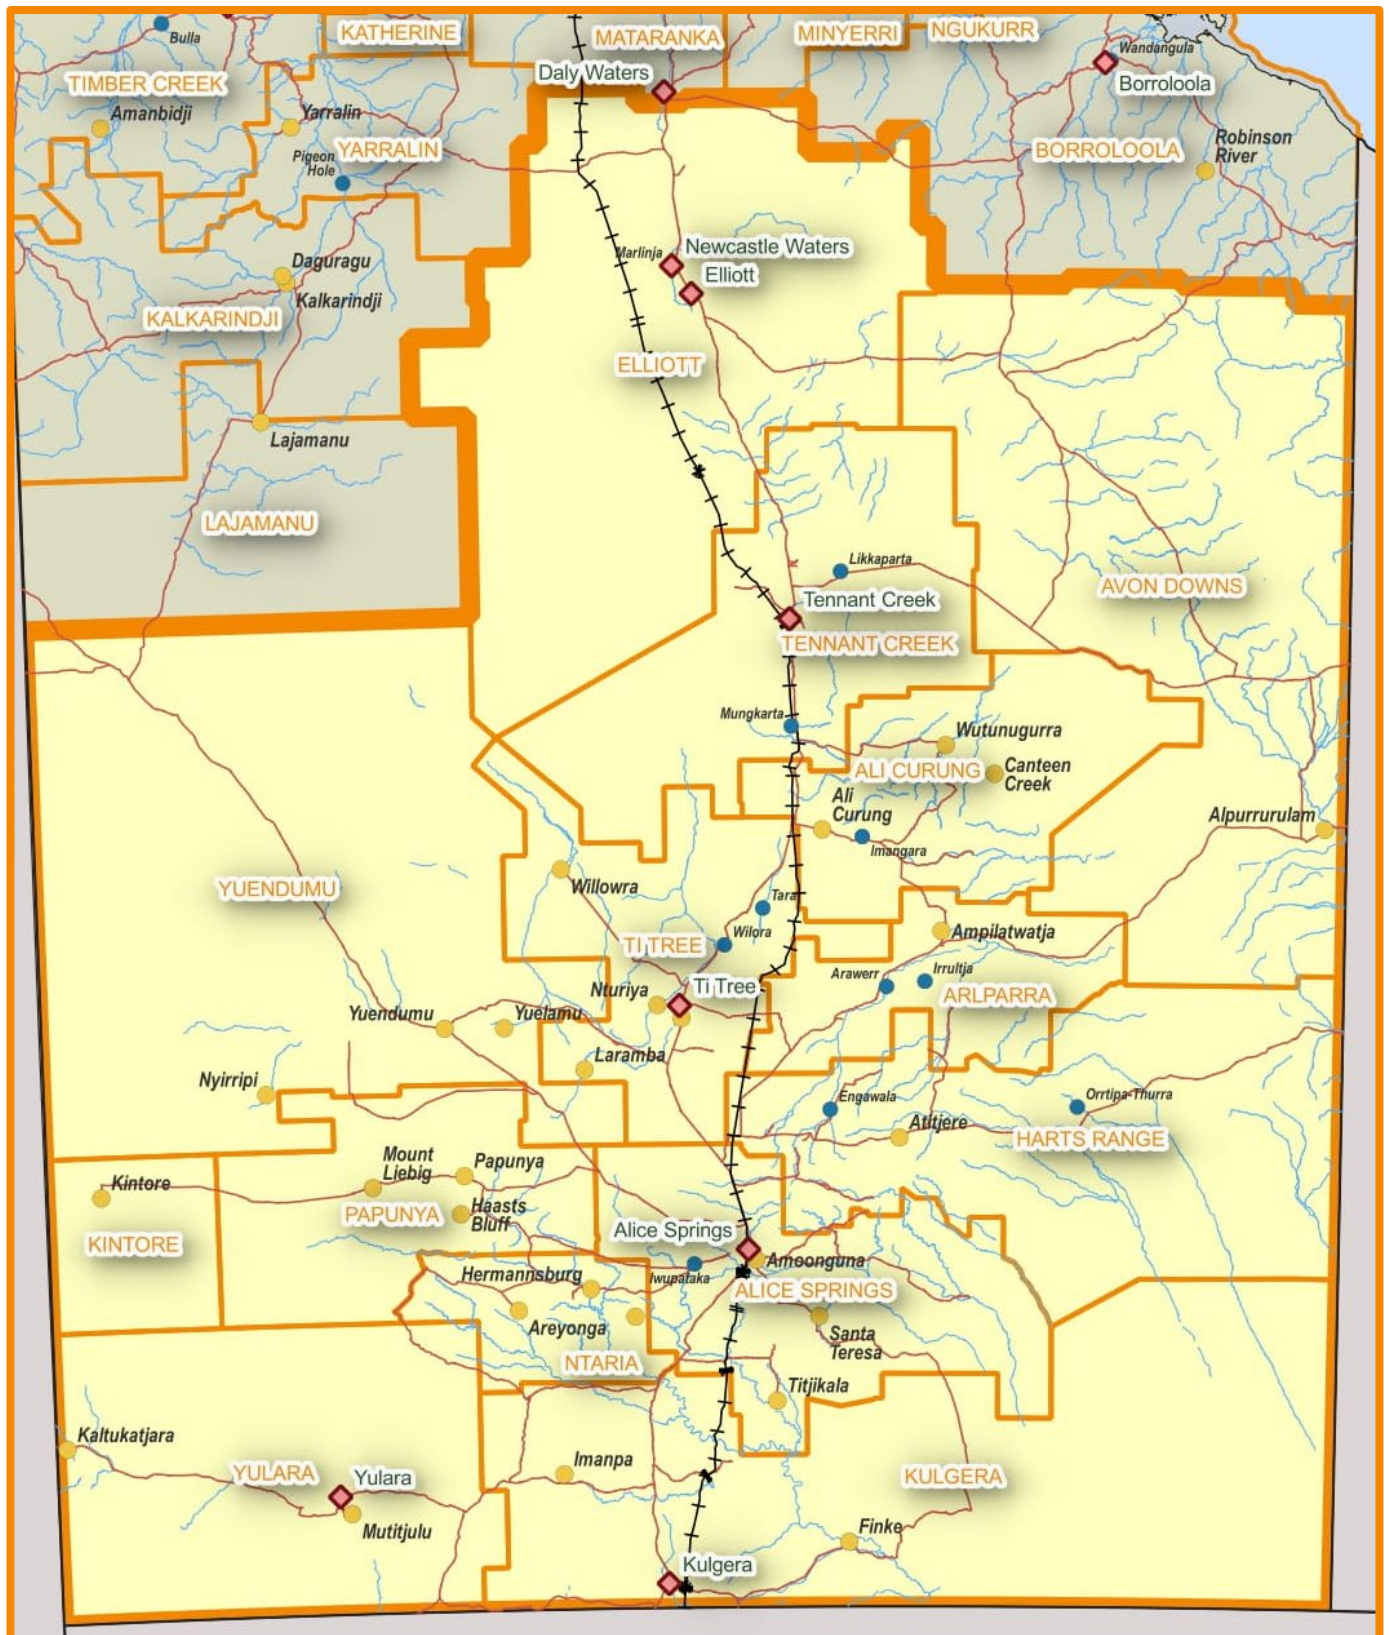 Bulla
KATHERINE
MATARANKA
MINYERRI
NGUKURR
Wandangula
Daly Waters
TIMBER CREEK
Borroloola
Amanbidji
Yarralin
Pigeon
Hole
YARRALIN
BORROLOOLA
Robinson
River
Marlinja
Newcastle Waters
Elliott
Daguragu
Kalkarindji
KALKARINDJI
ELLIOTT
Lajamanu
LAJAMANU
Likkaparta
AVON DOWNS
Tennant Creek
TENNANT CREEK
Mungkarta
Wutunugurra
ALI CURUNG
Canteen
Creek
Ali
Curung
Alpurrurulam
Imangara
YUENDUMU
Willowra
Tara
Wilora
TI TREE
Ampilatwatja
Arawerr
Irrultja
ARLPARRA
Nturiya
Ti Tree
Yuendumu
Yuelamu
Laramba
Nyirripi
Engawala
Orrtipa-Thurra
Atitjere
HARTS RANGE
Mount
Liebig
Papunya
Kintore
PAPUNYA
Haasts
Bluff
KINTORE
Alice Springs
Amoonguna
Hermannsburg
Iwupataka
ALICE SPRINGS
Areyonga
Santa
Teresa
NTARIA
Titjikala
Kaltukatjara
YULARA
Yulara
Imanpa
KULGERA
Mutitjulu
Finke
Kulgera